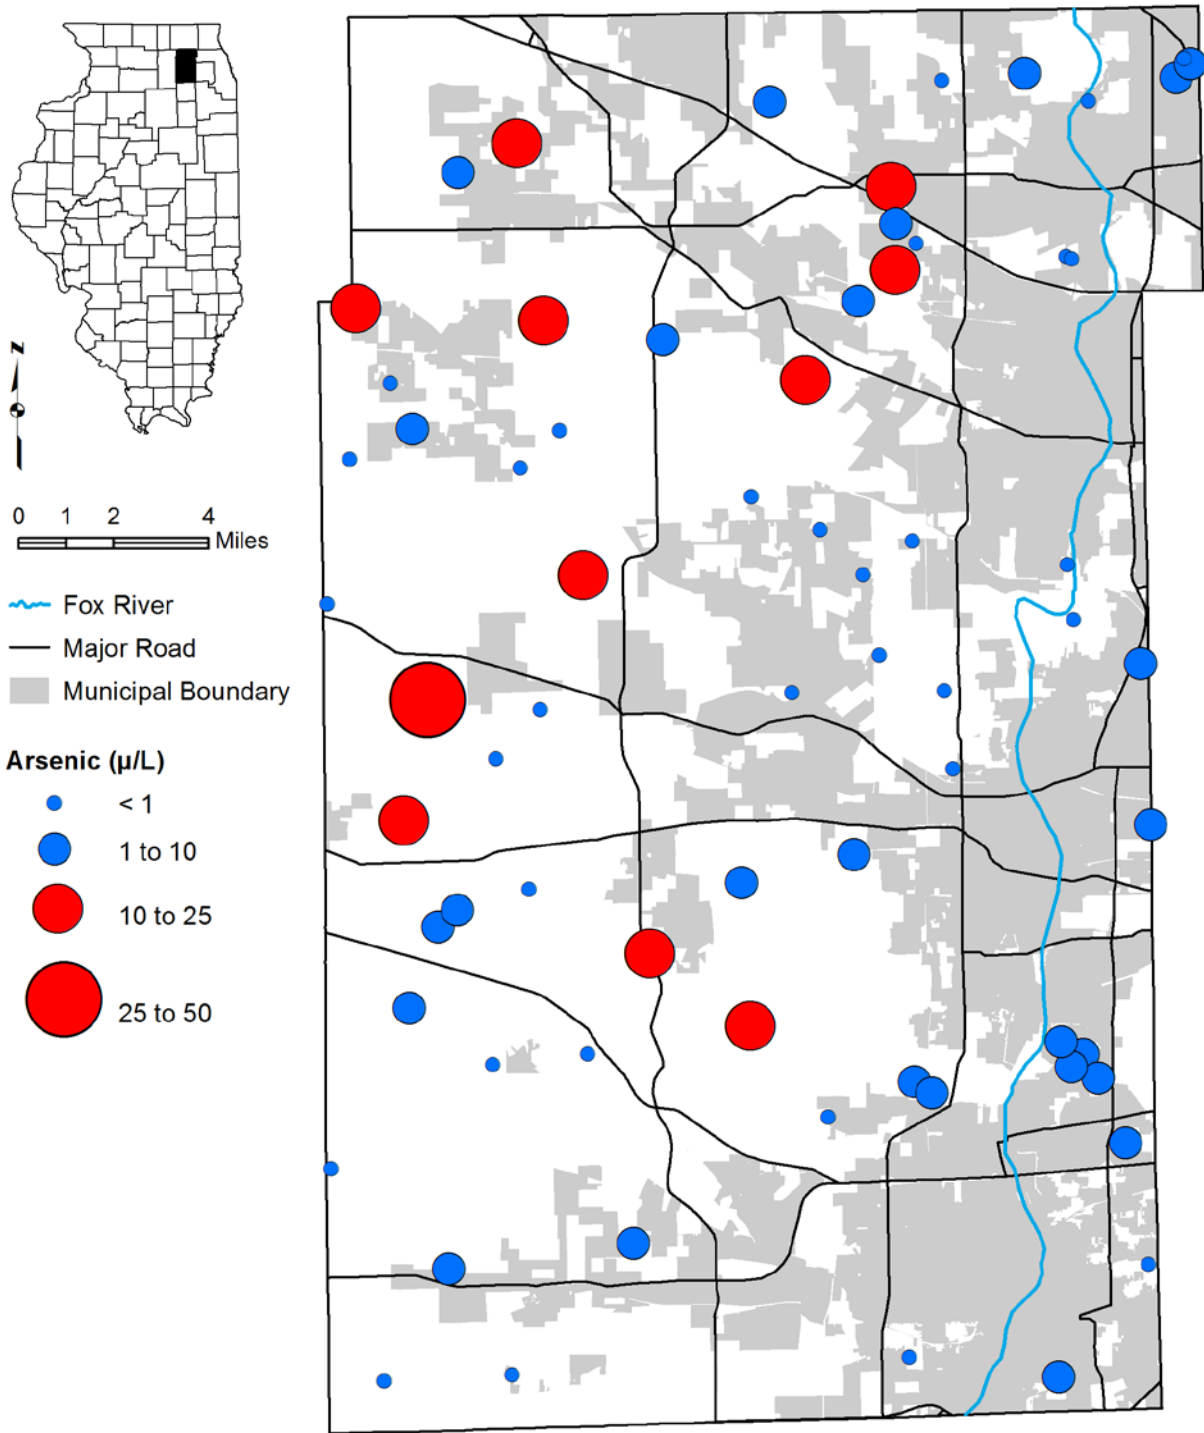 N
0 1 2 4
Miles
Fox River
Major Road
Municipal Boundary
Arsenic (µ/L)
< 1
1 to 10
10 to 25
25 to 50